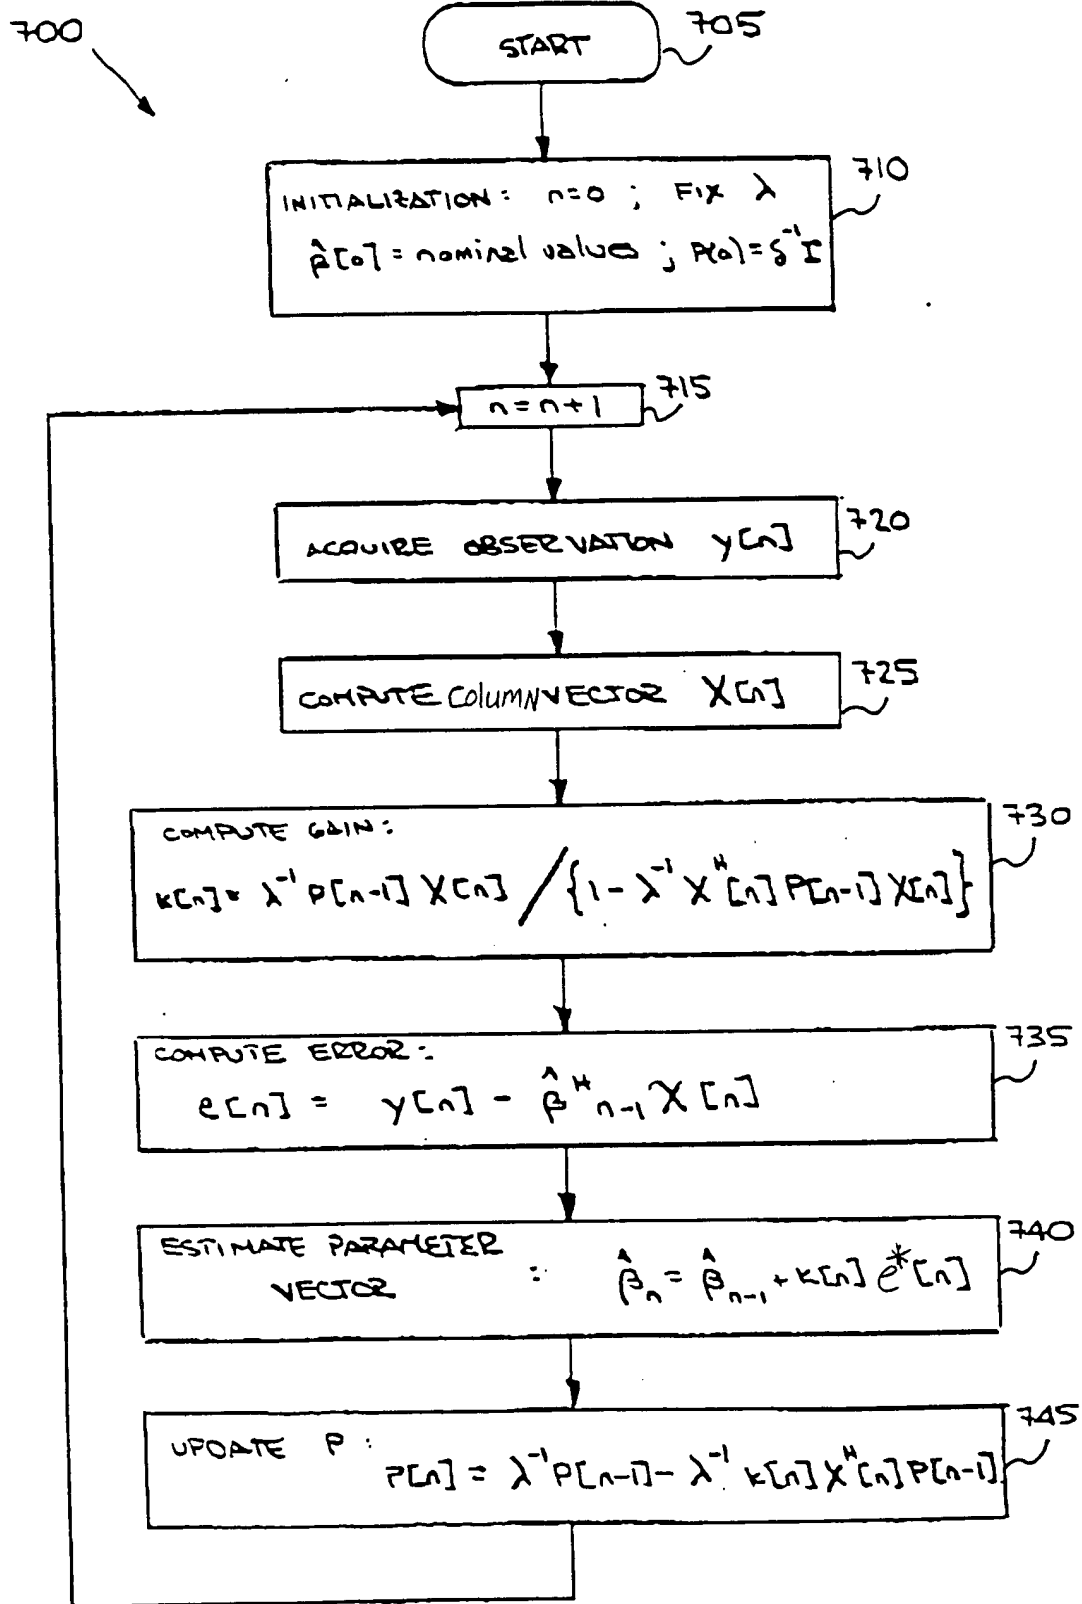 700
START
705
INITIALIZATION: n=0 ; FIX λ
β̂[0] = nominal values ; P(0) = δ⁻¹I
710
n = n + 1
715
ACQUIRE OBSERVATION y[n]
720
COMPUTE COLUMN VECTOR X[n]
725
COMPUTE GAIN:
k[n] = λ⁻¹ P[n-1] X[n] / {1 - λ⁻¹ Xᴴ[n] P[n-1] X[n]}
730
COMPUTE ERROR:
e[n] = y[n] - β̂ᴴn-1 X[n]
735
ESTIMATE PARAMETER
VECTOR : β̂n = β̂n-1 + k[n] e*[n]
740
UPDATE P :
P[n] = λ⁻¹ P[n-1] - λ⁻¹ k[n] Xᴴ[n] P[n-1]
745